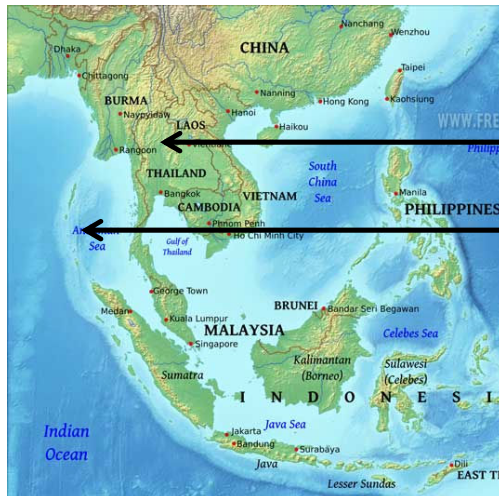 Nanchang
Wenzhou
Dhaka
CHINA
Taipei
Chittagong
Nanning
Kaohsiung
BURMA
Hong Kong
Naypyidaw
Hanoi
LAOS
Haikou
WWW.FRE
Rangoon
South
China
Sea
THAILAND
Bangkok
VIETNAM
Manila
CAMBODIA
PHILIPPINES
Phnom Penh
Sea
Gulf of
Thailand
Ho Chi Minh City
George Town
BRUNEI
Bandar Seri Begawan
Medan
Kuala Lumpur
MALAYSIA
Celebes Sea
Singapore
Kalimantan
(Borneo)
Sulawesi
(Celebes)
Sumatra
INDONES
Java Sea
Indian
Ocean
Jakarta
Bandung
Surabaya
Java
Dili
EAST T
Lesser Sundas